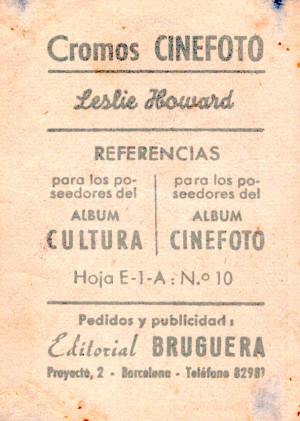 Cromos CINEFOTO
Leslie Howard
REFERENCIAS
para los po-
seedores del
ALBUM
CULTURA
para los po-
seedores del
ALBUM
CINEFOTO
Hoja E-1-A : N.º 10
Pedidos y publicidad :
Editorial BRUGUERA
Proyecto, 2 - Barcelona - Teléfono 82981